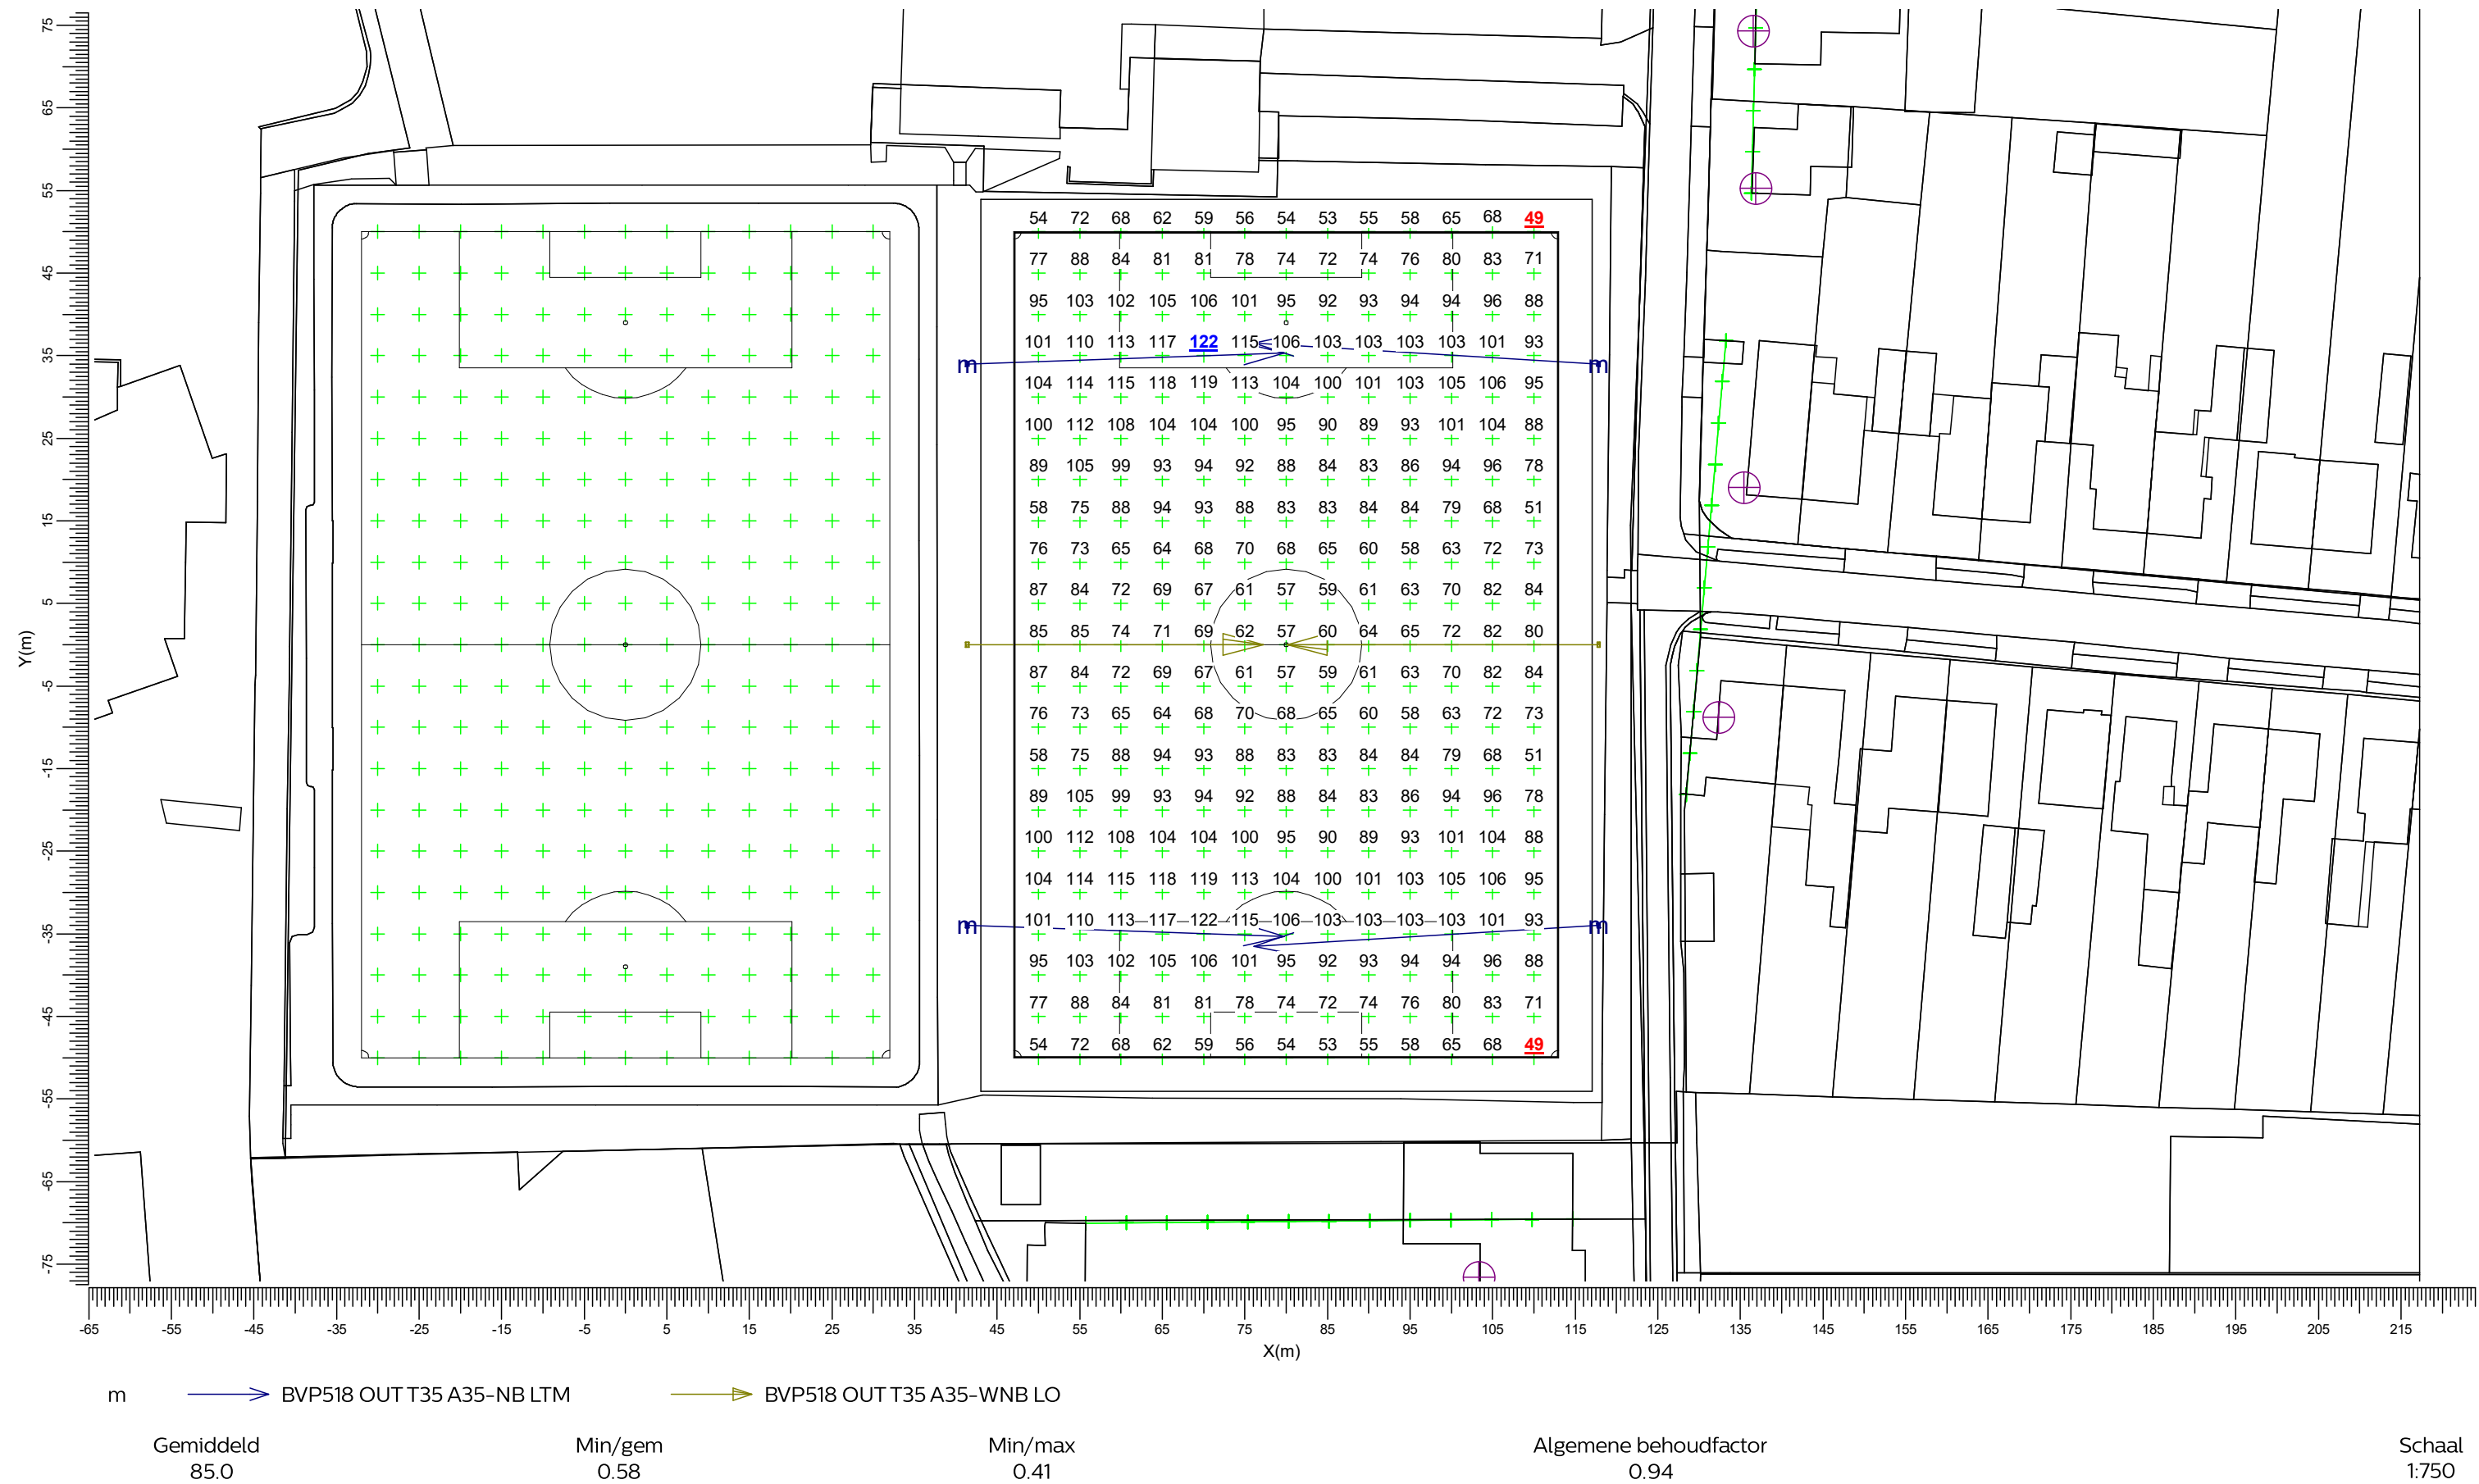 75
65
55
45
35
25
15
5
-5
-15
-25
-35
-45
-55
-65
-75
Y(m)
54 72 68 62 59 56 54 53 55 58 65 68 49
77 88 84 81 81 78 74 72 74 76 80 83 71
95 103 102 105 106 101 95 92 93 94 94 96 88
101 110 113 117 122 115 106 103 103 103 103 101 93
m m
104 114 115 118 119 113 104 100 101 103 105 106 95
100 112 108 104 104 100 95 90 89 93 101 104 88
89 105 99 93 94 92 88 84 83 86 94 96 78
58 75 88 94 93 88 83 83 84 84 79 68 51
76 73 65 64 68 70 68 65 60 58 63 72 73
87 84 72 69 67 61 57 59 61 63 70 82 84
85 85 74 71 69 62 57 60 64 65 72 82 80
87 84 72 69 67 61 57 59 61 63 70 82 84
76 73 65 64 68 70 68 65 60 58 63 72 73
58 75 88 94 93 88 83 83 84 84 79 68 51
89 105 99 93 94 92 88 84 83 86 94 96 78
100 112 108 104 104 100 95 90 89 93 101 104 88
104 114 115 118 119 113 104 100 101 103 105 106 95
101 110 113 117 122 115 106 103 103 103 103 101 93
m m
95 103 102 105 106 101 95 92 93 94 94 96 88
77 88 84 81 81 78 74 72 74 76 80 83 71
54 72 68 62 59 56 54 53 55 58 65 68 49
-65 -55 -45 -35 -25 -15 -5 5 15 25 35 45 55 65 75 85 95 105 115 125 135 145 155 165 175 185 195 205 215
X(m)
m BVP518 OUT T35 A35-NB LTM BVP518 OUT T35 A35-WNB LO
Gemiddeld Min/gem Min/max Algemene behoudfactor Schaal
85.0 0.58 0.41 0.94 1:750